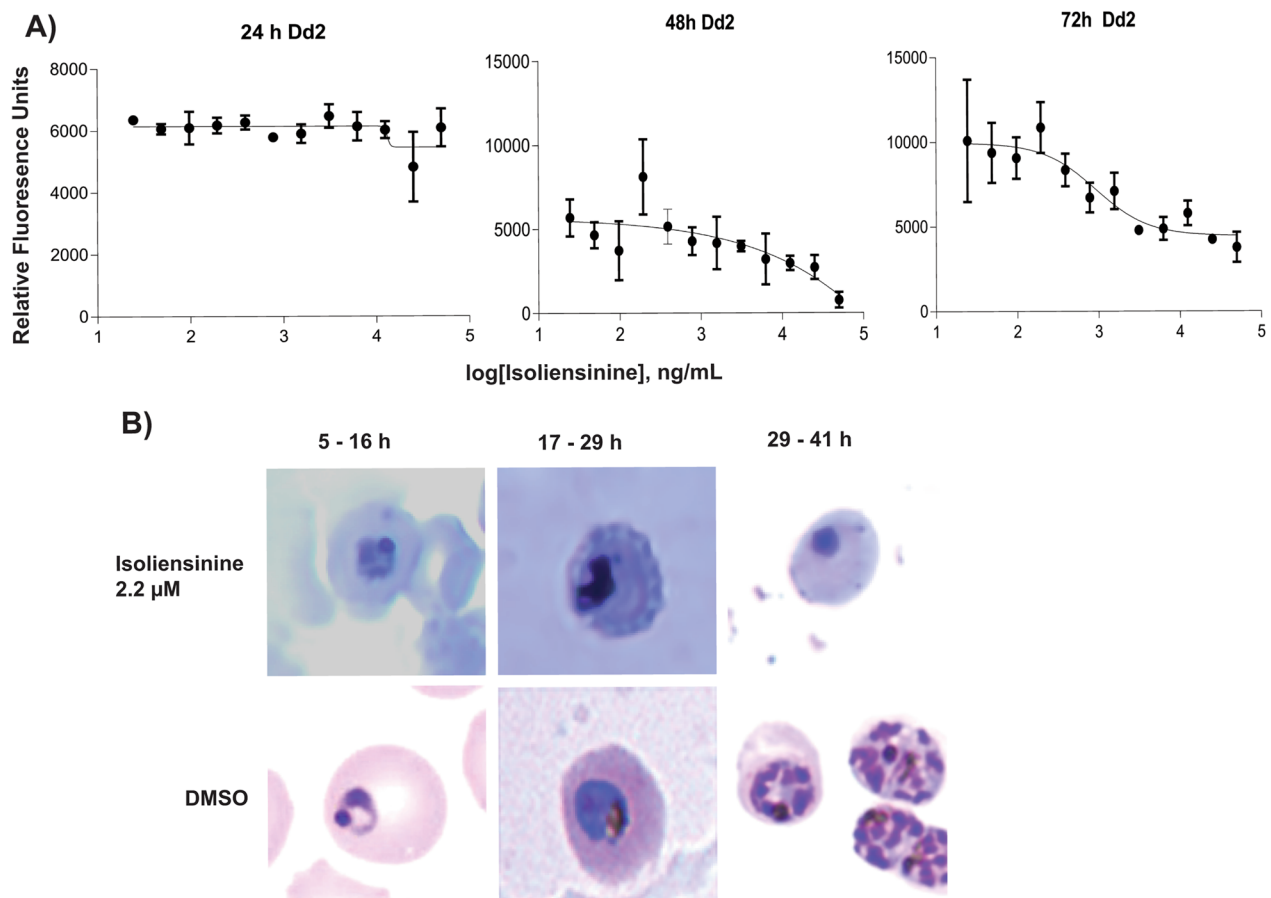 A)
24 h Dd2
48h Dd2
72h Dd2
Relative Fluoresence Units
8000
6000
4000
2000
0
1 2 3 4 5
15000
10000
5000
0
1 2 3 4 5
15000
10000
5000
0
1 2 3 4 5
log[Isoliensinine], ng/mL
B)
5 - 16 h
17 - 29 h
29 - 41 h
Isoliensinine
2.2 µM
DMSO